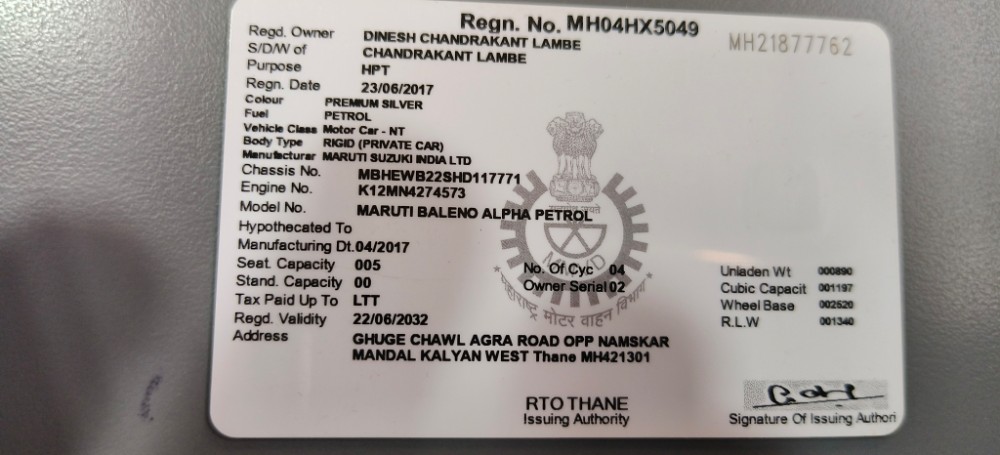 Regn. No. MH04HX5049
MH21877762
Regd. Owner DINESH CHANDRAKANT LAMBE
S/D/W of CHANDRAKANT LAMBE
Purpose HPT
Regn. Date 23/06/2017
Colour PREMIUM SILVER
Fuel PETROL
Vehicle Class Motor Car - NT
Body Type RIGID (PRIVATE CAR)
Manufacturar MARUTI SUZUKI INDIA LTD
Chassis No. MBHEWB22SHD117771
Engine No. K12MN4274573
Model No. MARUTI BALENO ALPHA PETROL
Hypothecated To
Manufacturing Dt. 04/2017
Seat. Capacity 005 No. Of Cyc 04 Unladen Wt 000890
Stand. Capacity 00 Owner Serial 02 Cubic Capacit 001197
Tax Paid Up To LTT Wheel Base 002520
Regd. Validity 22/06/2032 R.L.W 001340
महाराष्ट्र मोटर वाहन विभाग
Address GHUGE CHAWL AGRA ROAD OPP NAMSKAR
MANDAL KALYAN WEST Thane MH421301
RTO THANE
Issuing Authority
Signature Of Issuing Authori